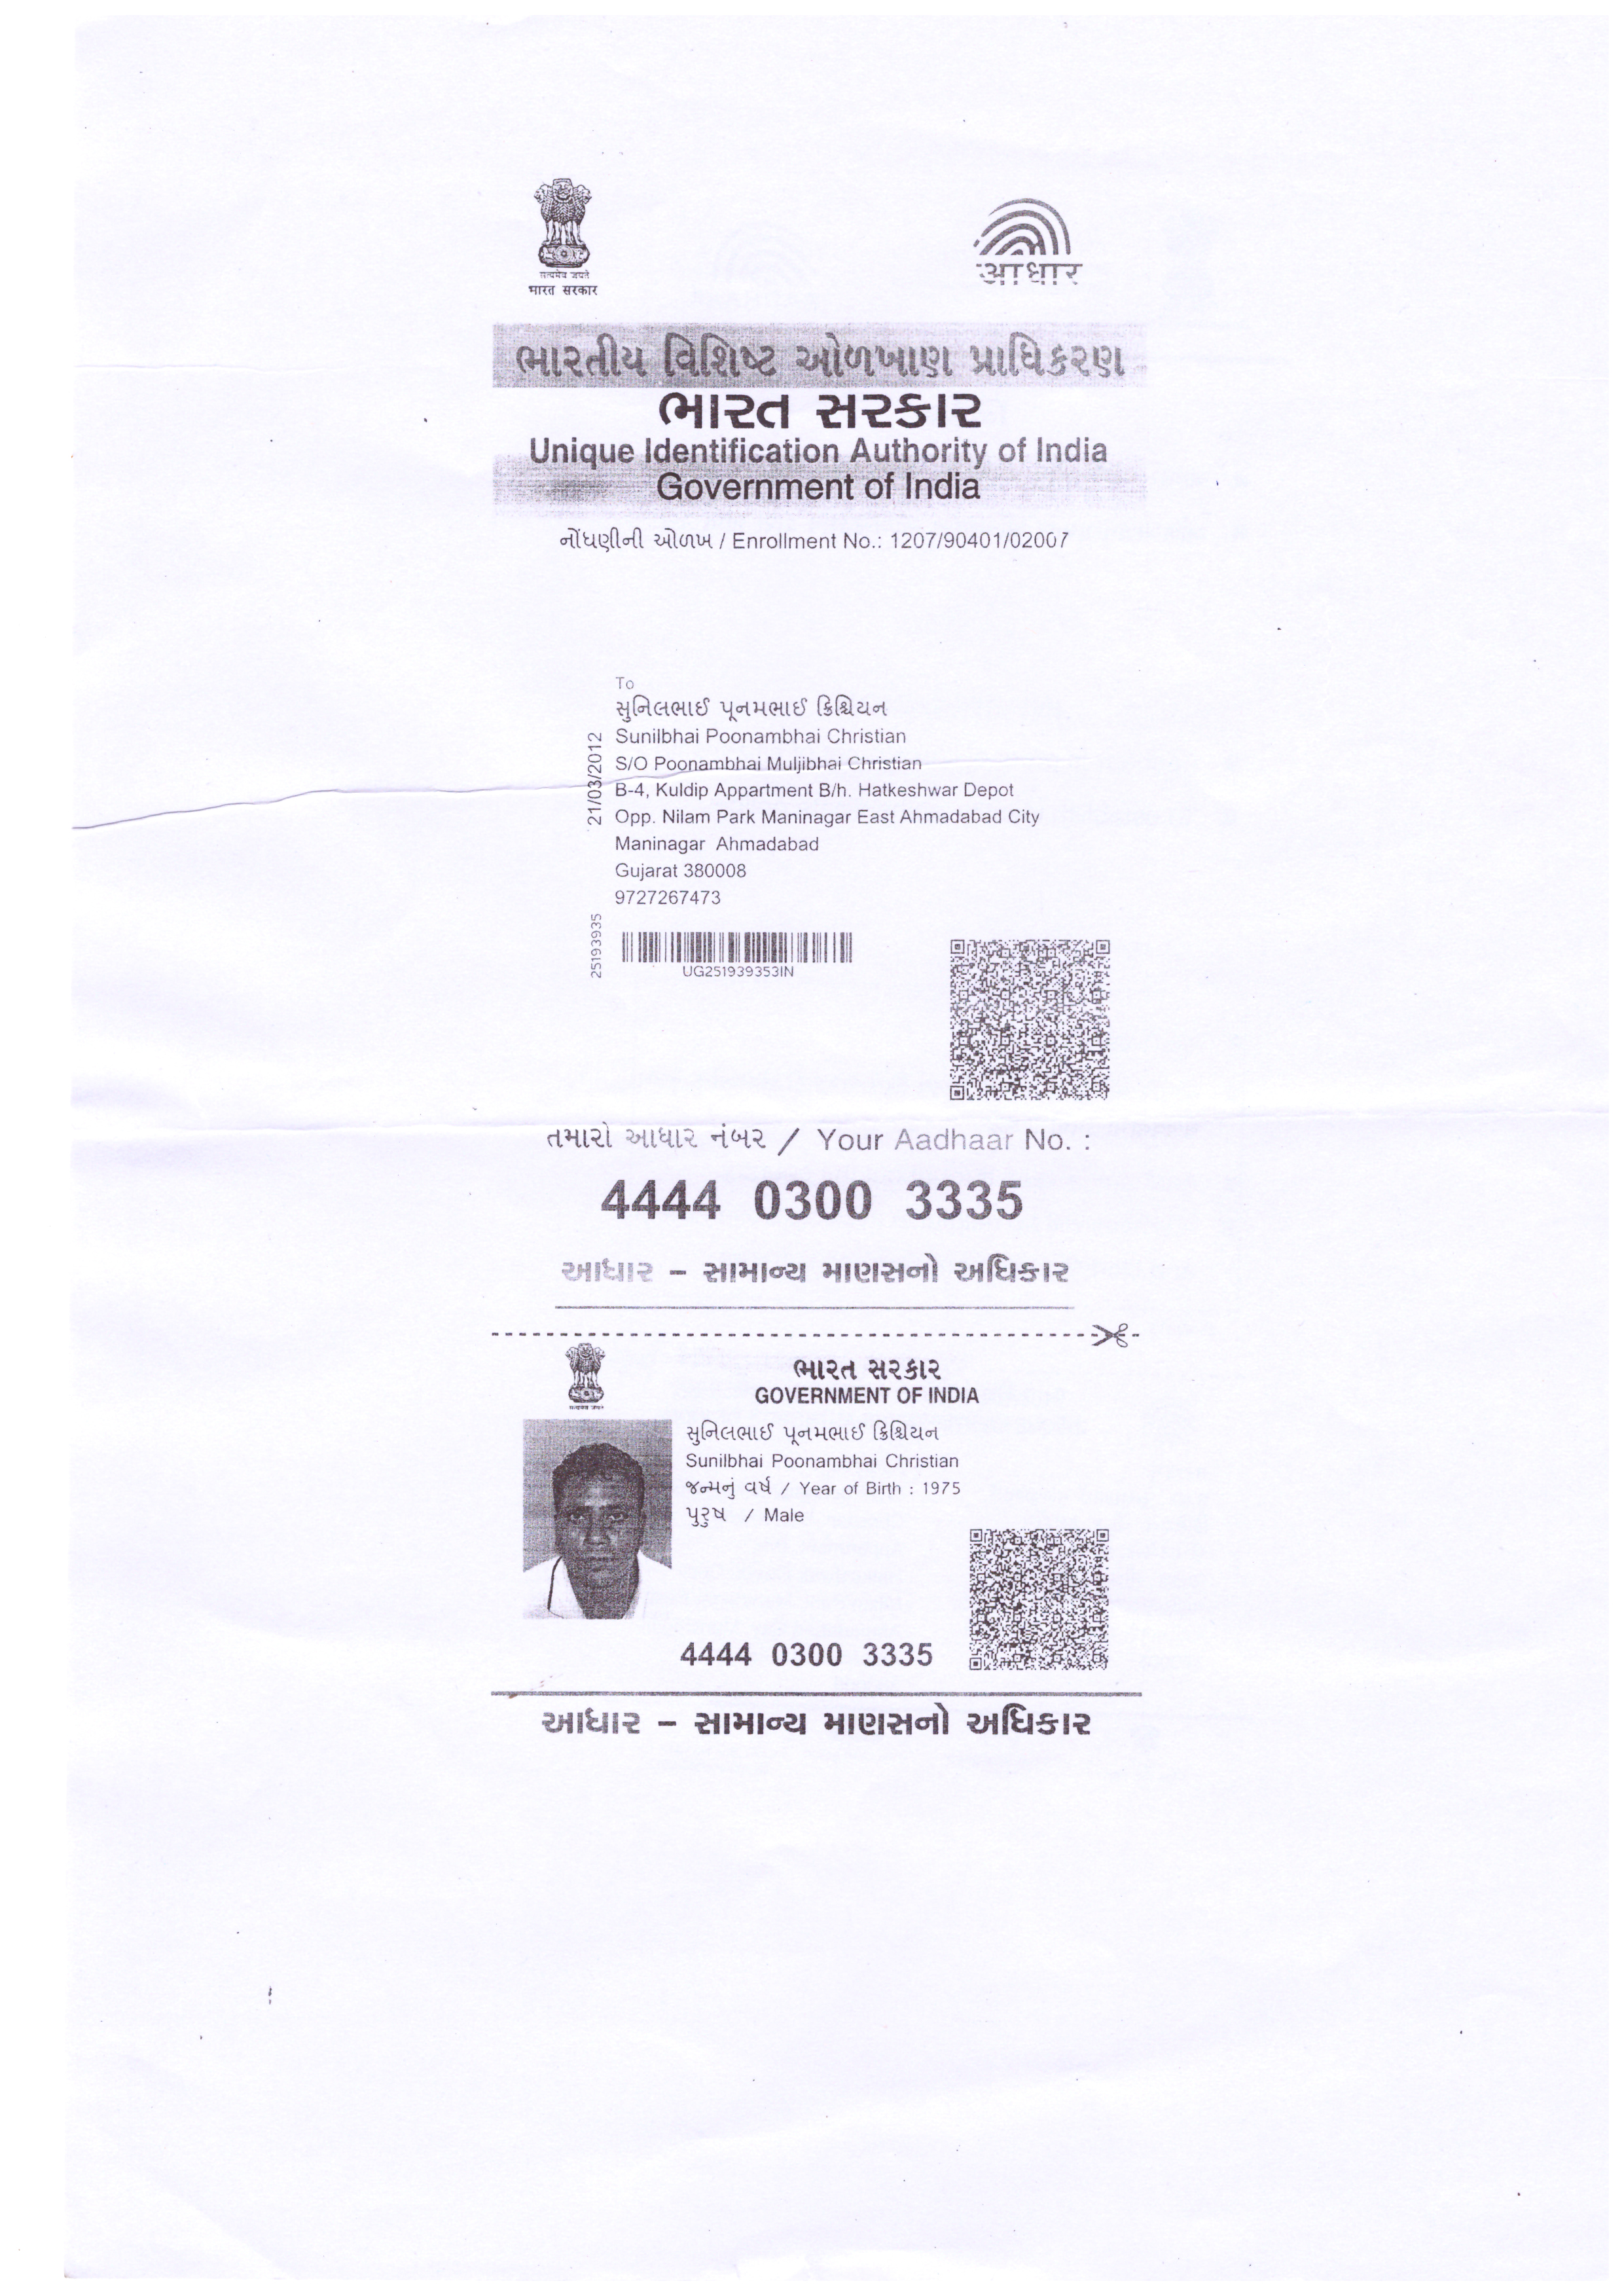 सत्यमेव जयते
भारत सरकार
आधार
ભારતીય વિશિષ્ટ ઓળખાણ પ્રાધિકરણ
ભારત સરકાર
Unique Identification Authority of India
Government of India
નોંધણીની ઓળખ / Enrollment No.: 1207/90401/02007
To
સુનિલભાઈ પૂનમભાઈ ક્રિશ્ચિયન
Sunilbhai Poonambhai Christian
S/O Poonambhai Muljibhai Christian
B-4, Kuldip Appartment B/h. Hatkeshwar Depot
Opp. Nilam Park Maninagar East Ahmadabad City
Maninagar Ahmadabad
Gujarat 380008
9727267473
21/03/2012
25193935
UG251939353IN
તમારો આધાર નંબર / Your Aadhaar No. :
4444 0300 3335
આધાર – સામાન્ય માણસનો અધિકાર
सत्यमेव जयते
ભારત સરકાર
GOVERNMENT OF INDIA
સુનિલભાઈ પૂનમભાઈ ક્રિશ્ચિયન
Sunilbhai Poonambhai Christian
જન્મનું વર્ષ / Year of Birth : 1975
પુરુષ / Male
4444 0300 3335
આધાર – સામાન્ય માણસનો અધિકાર